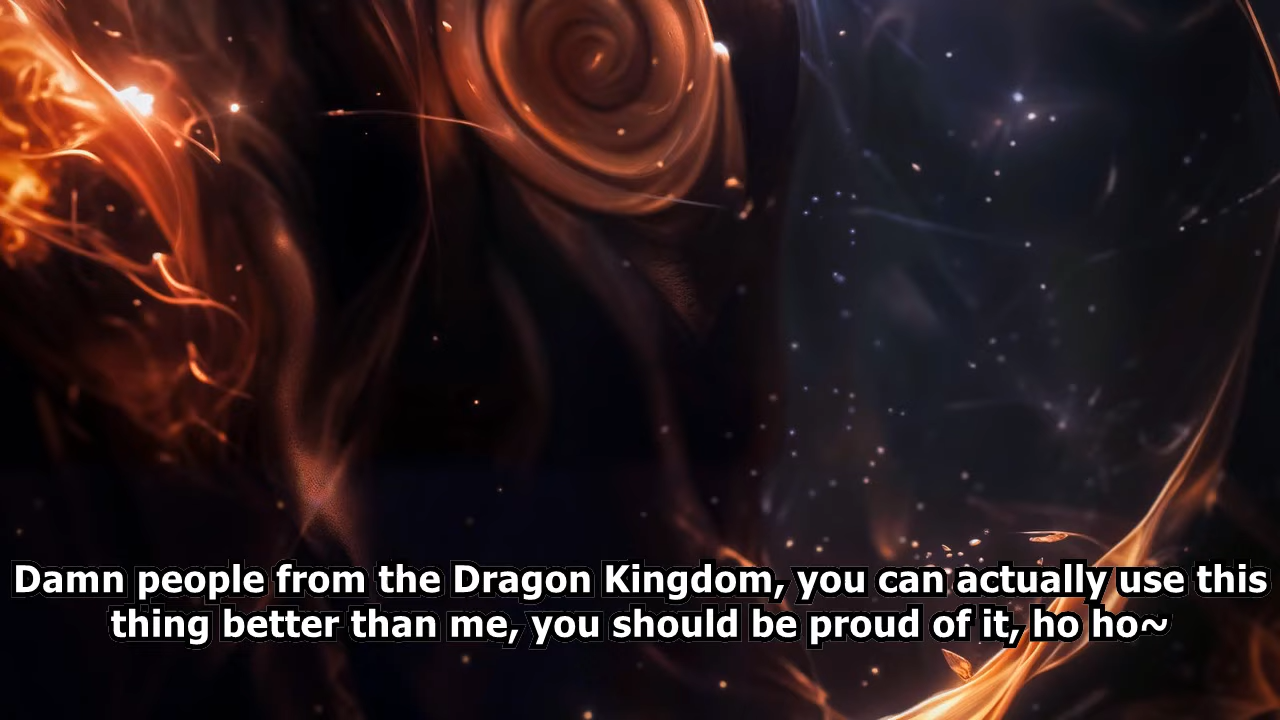 Damn people from the Dragon Kingdom, you can actually use this
thing better than me, you should be proud of it, ho ho~